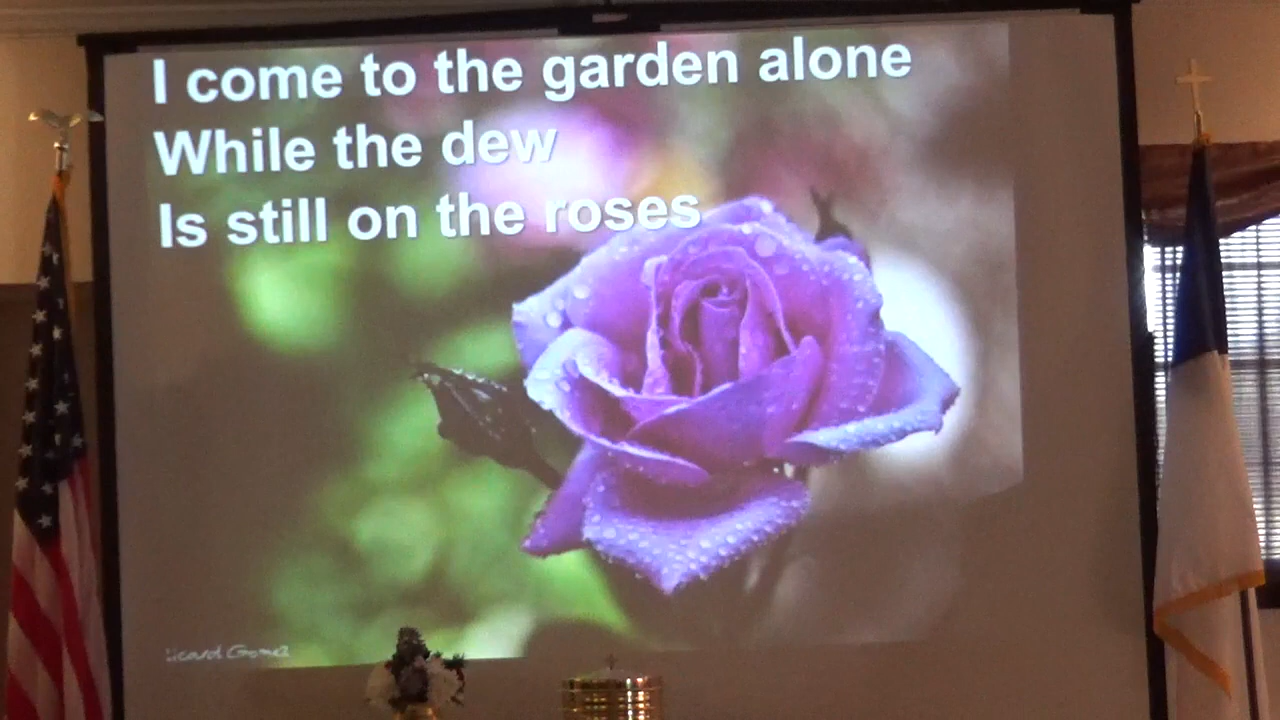 I come to the garden alone
While the dew
Is still on the roses